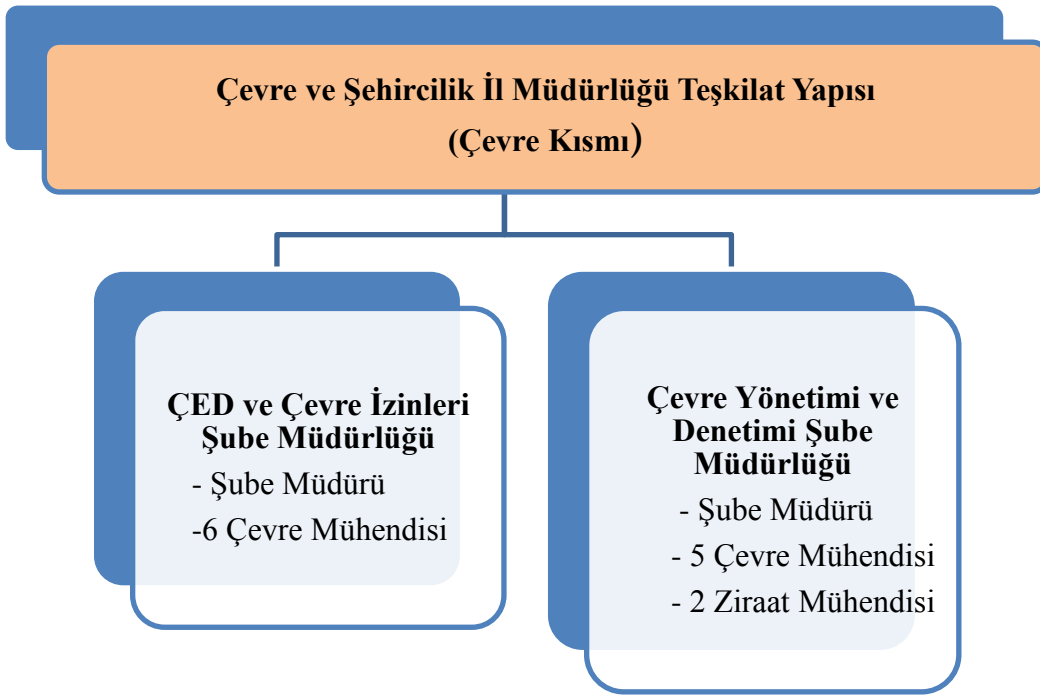 Çevre ve Şehircilik İl Müdürlüğü Teşkilat Yapısı
(Çevre Kısmı)
ÇED ve Çevre İzinleri
Şube Müdürlüğü
- Şube Müdürü
-6 Çevre Mühendisi
Çevre Yönetimi ve
Denetimi Şube
Müdürlüğü
- Şube Müdürü
- 5 Çevre Mühendisi
- 2 Ziraat Mühendisi